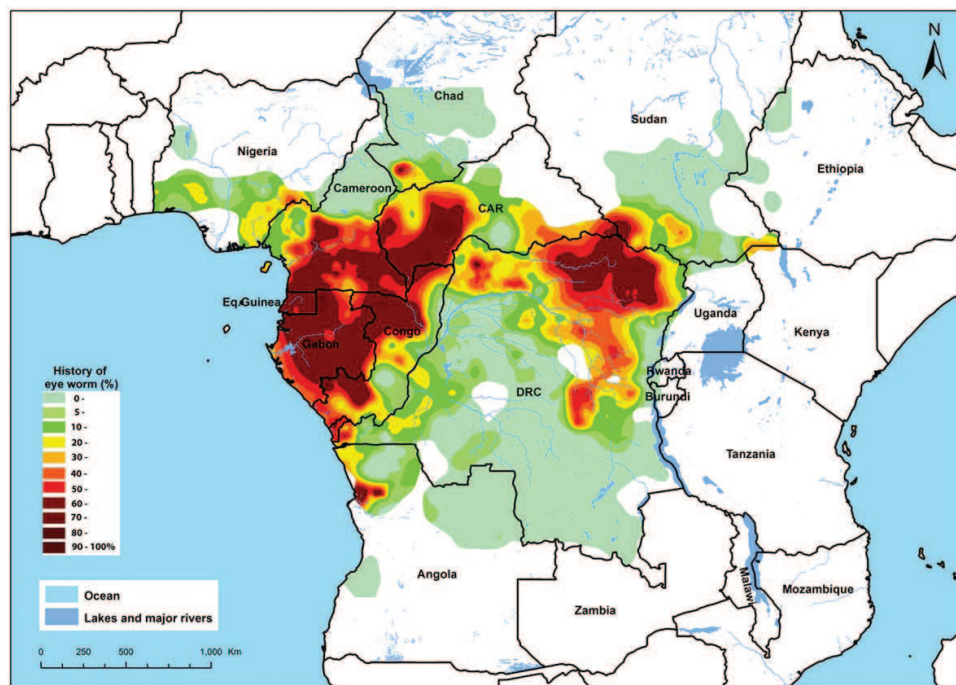 N
Chad
Sudan
Nigeria
Ethiopia
Cameroon
CAR
Eq.Guinea
Uganda
Congo
Kenya
Gabon
Rwanda
DRC
Burundi
Tanzania
History of
eye worm (%)
0 -
5 -
10 -
20 -
30 -
40 -
50 -
60 -
70 -
80 -
90 - 100%
Angola
Malawi
Mozambique
Zambia
Ocean
Lakes and major rivers
0 250 500 1,000 Km